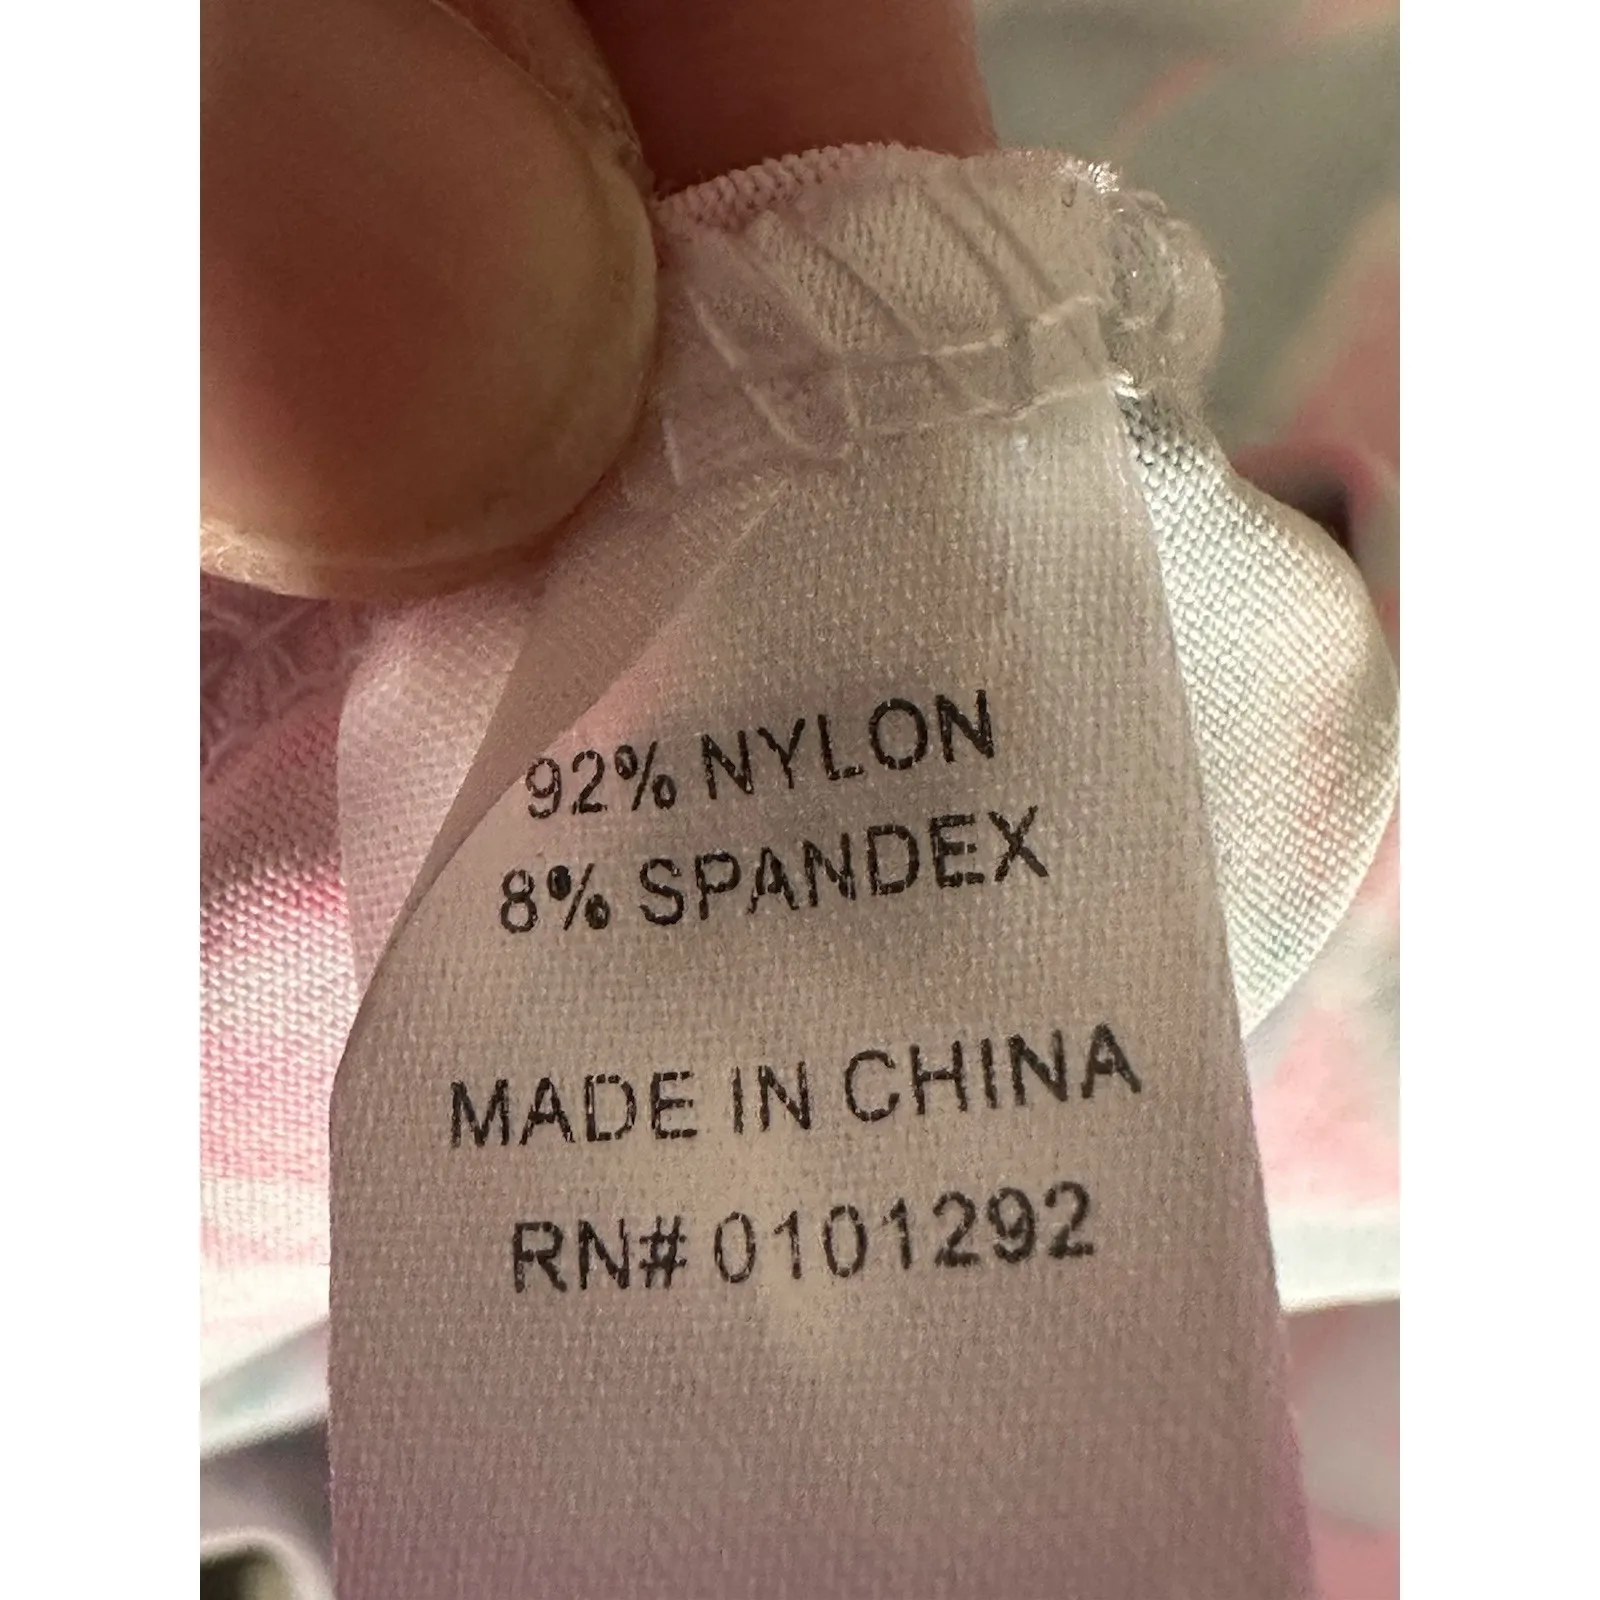 92% NYLON
8% SPANDEX
MADE IN CHINA
RN# 0101292